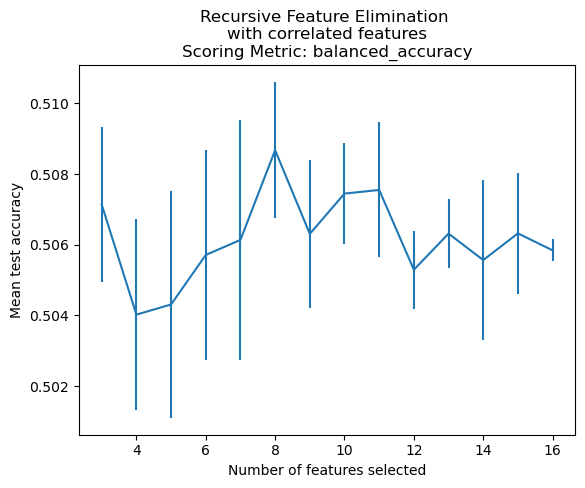 Recursive Feature Elimination
with correlated features
Scoring Metric: balanced_accuracy
0.510
0.508
0.506
0.504
0.502
Mean test accuracy
4
6
8
10
12
14
16
Number of features selected